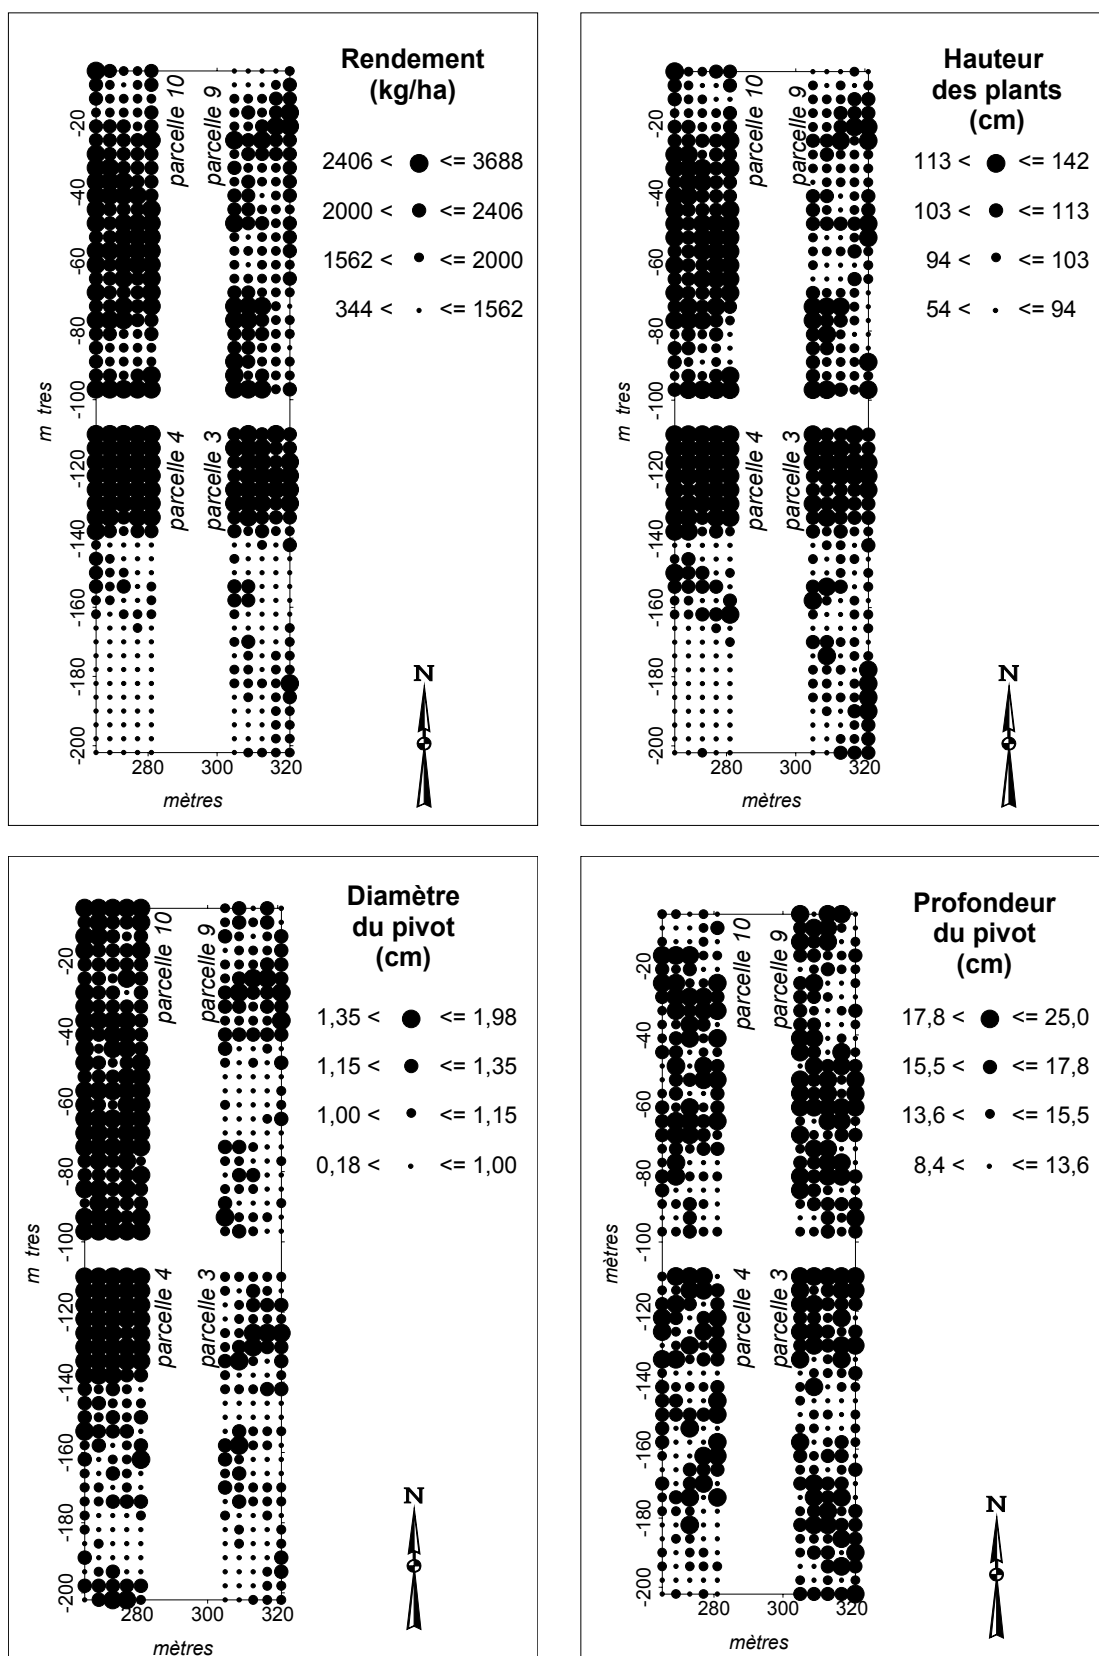 Rendement
(kg/ha)
2406 < <= 3688
2000 < <= 2406
1562 < <= 2000
344 < <= 1562
parcelle 10
parcelle 9
parcelle 4
parcelle 3
-20
-40
-60
-80
-100
-120
-140
-160
-180
-200
m tres
280 300 320
mètres
N
Hauteur
des plants
(cm)
113 < <= 142
103 < <= 113
94 < <= 103
54 < <= 94
parcelle 10
parcelle 9
parcelle 4
parcelle 3
-20
-40
-60
-80
-100
-120
-140
-160
-180
-200
m tres
280 300 320
mètres
N
Diamètre
du pivot
(cm)
1,35 < <= 1,98
1,15 < <= 1,35
1,00 < <= 1,15
0,18 < <= 1,00
parcelle 10
parcelle 9
parcelle 4
parcelle 3
-20
-40
-60
-80
-100
-120
-140
-160
-180
-200
m tres
280 300 320
mètres
N
Profondeur
du pivot
(cm)
17,8 < <= 25,0
15,5 < <= 17,8
13,6 < <= 15,5
8,4 < <= 13,6
parcelle 10
parcelle 9
parcelle 4
parcelle 3
-20
-40
-60
-80
-100
-120
-140
-160
-180
-200
mètres
280 300 320
mètres
N